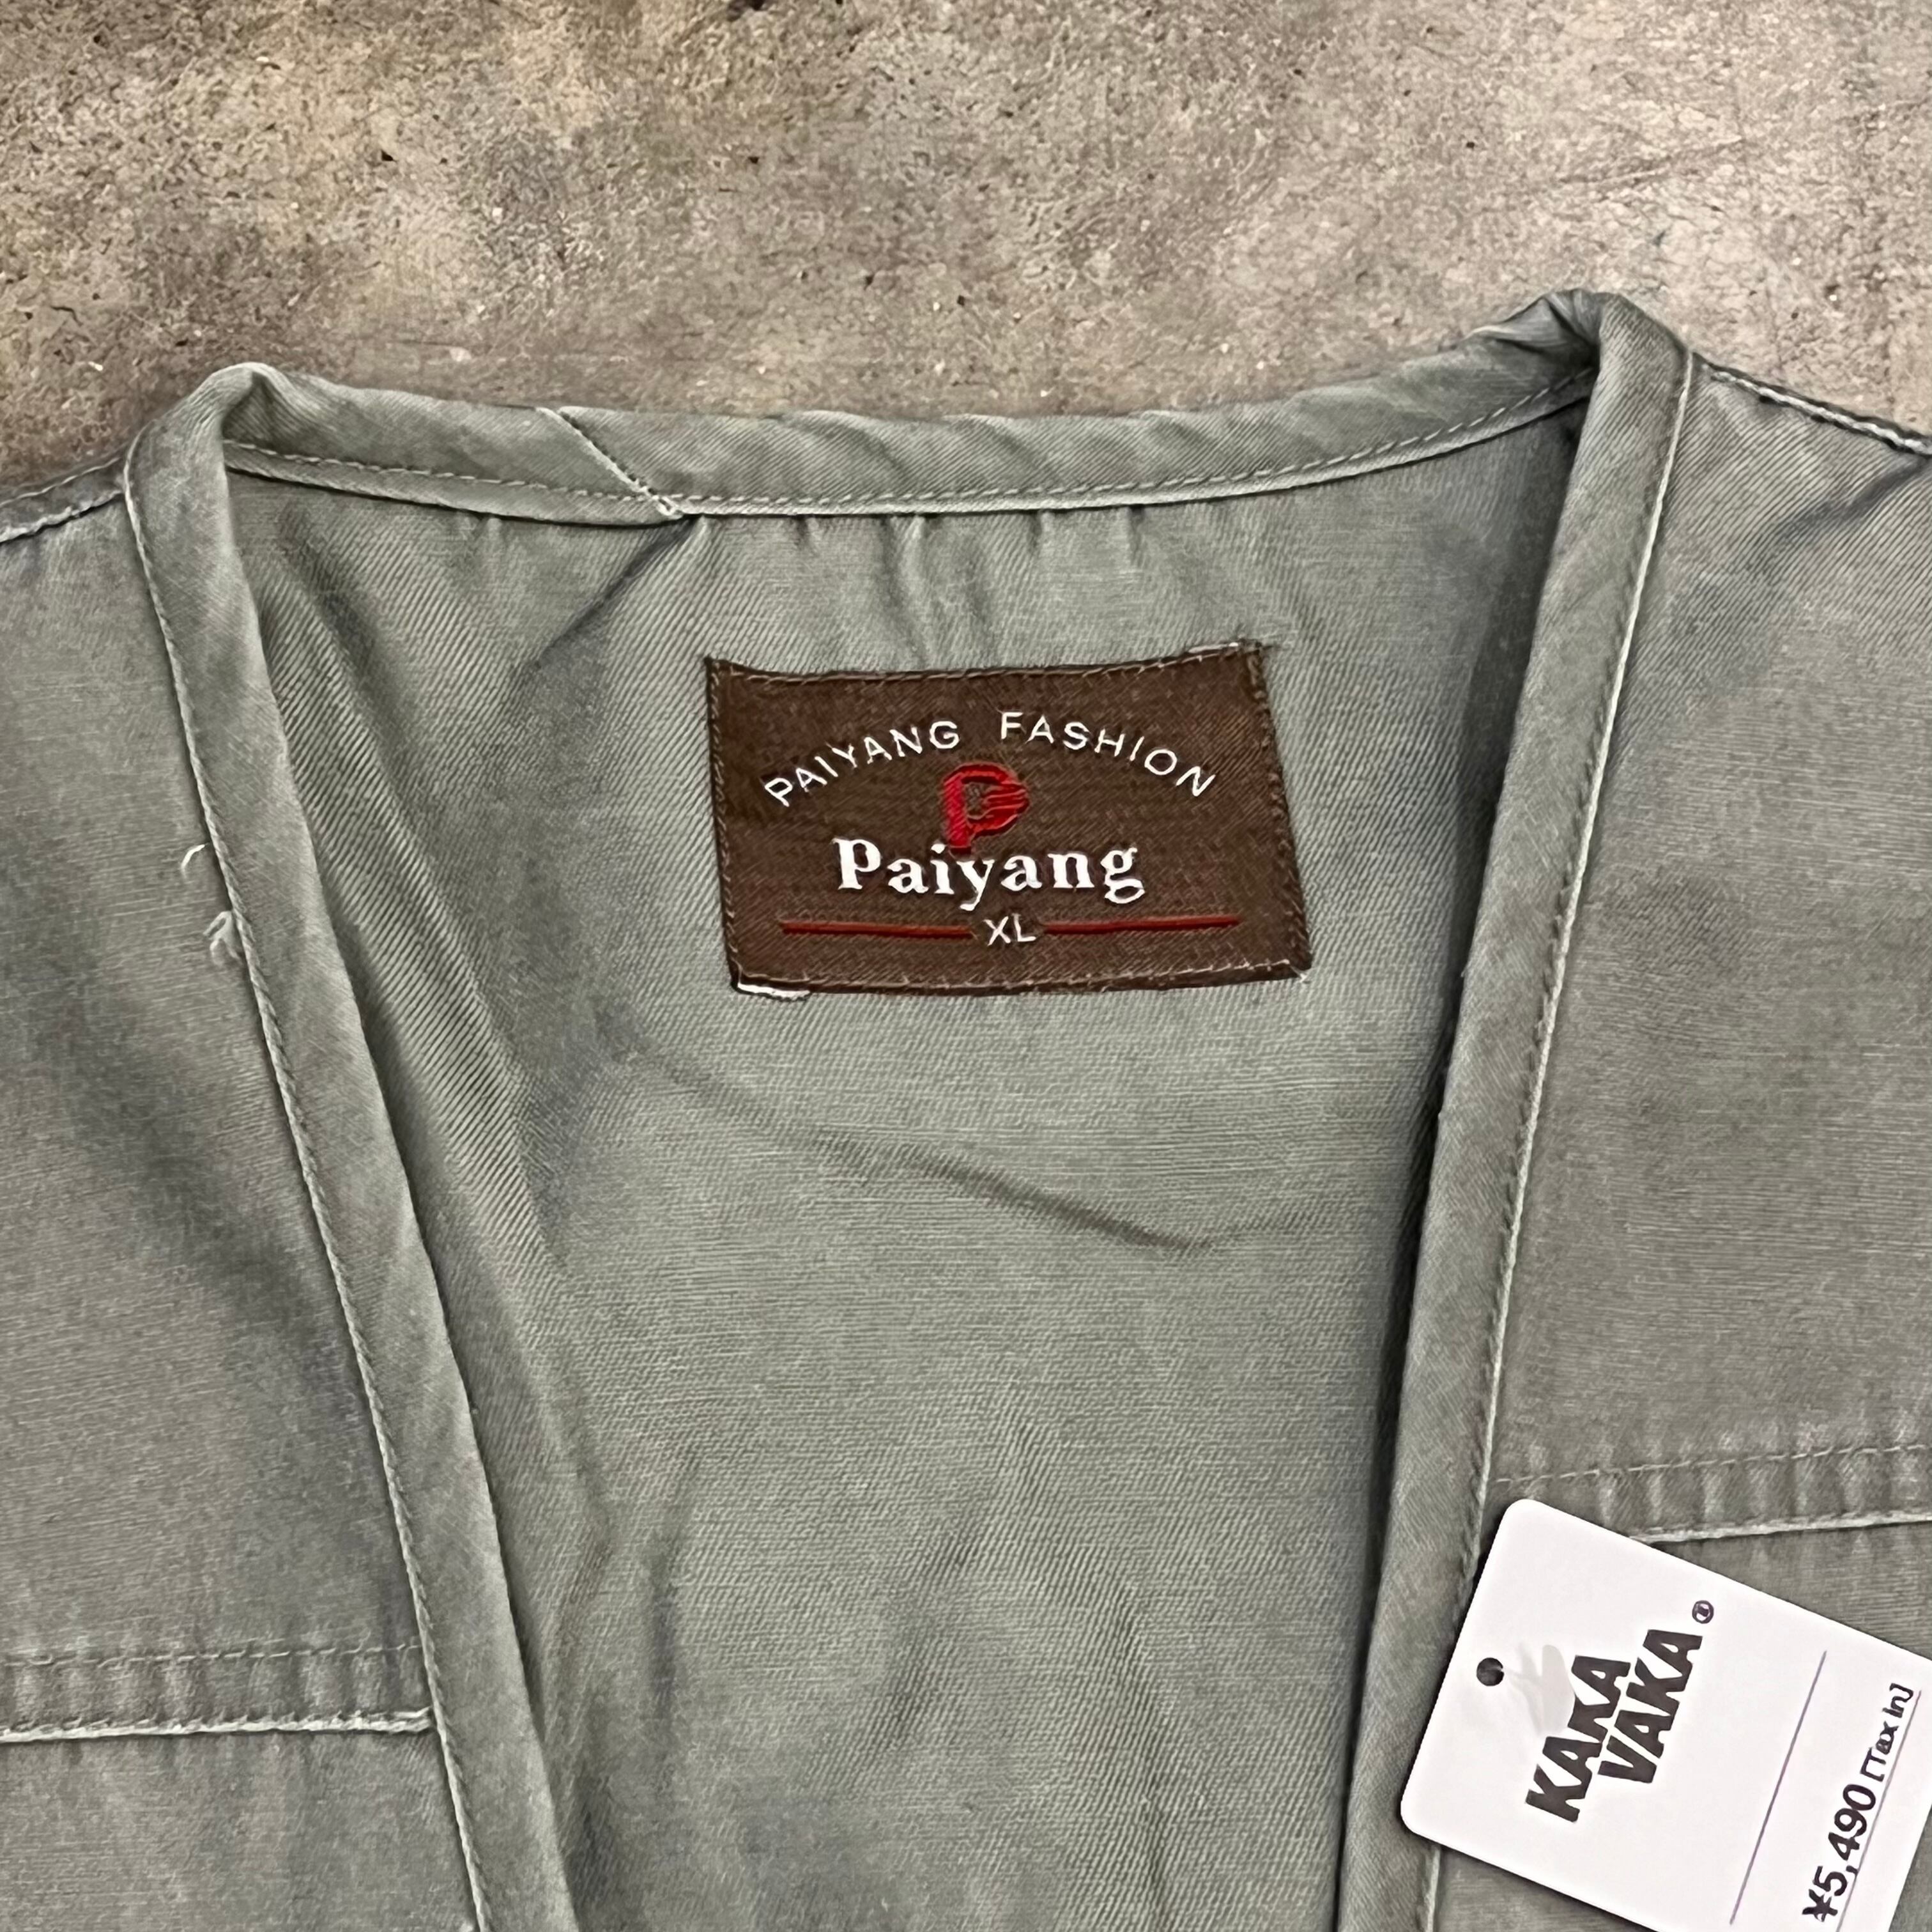 PAIYANG FASHION
P
Paiyang
XL
KAKA
VAKA®
¥5,490 [Tax In]